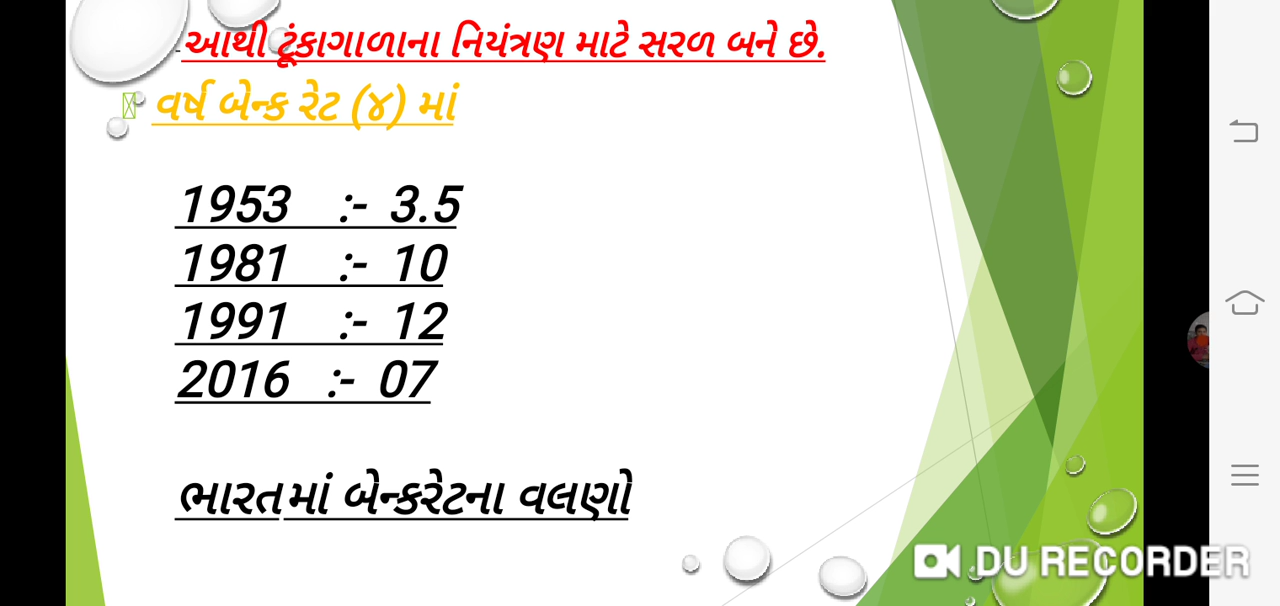 -આથી ટૂંકાગાળાના નિયંત્રણ માટે સરળ બને છે.
વર્ષ બેન્ક રેટ (૪) માં
1953 :- 3.5
1981 :- 10
1991 :- 12
2016 :- 07
ભારતમાં બેન્કરેટના વલણો
DU RECORDER